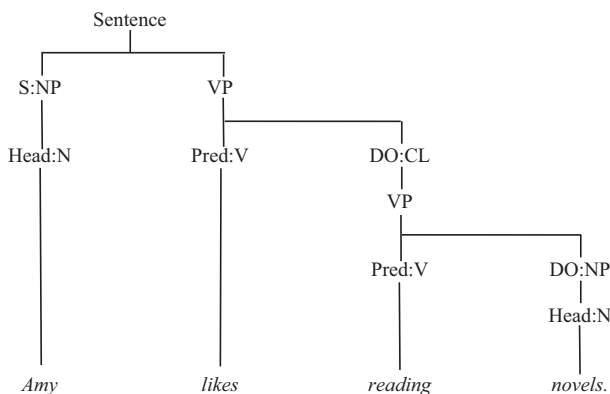 Sentence
S:NP VP
Head:N Pred:V DO:CL
VP
Pred:V DO:NP
Head:N
Amy likes reading novels.